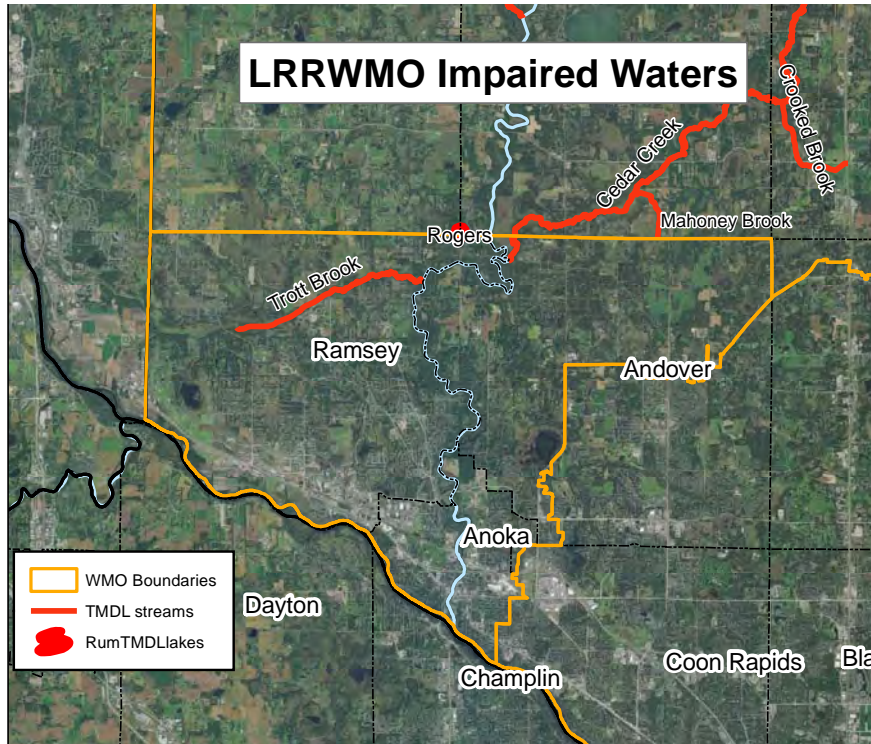 LRRWMO Impaired Waters
Crooked Brook
Cedar Creek
Mahoney Brook
Rogers
Trott Brook
Ramsey
Andover
Anoka
WMO Boundaries
TMDL streams
RumTMDLlakes
Dayton
Coon Rapids
Bla
Champlin